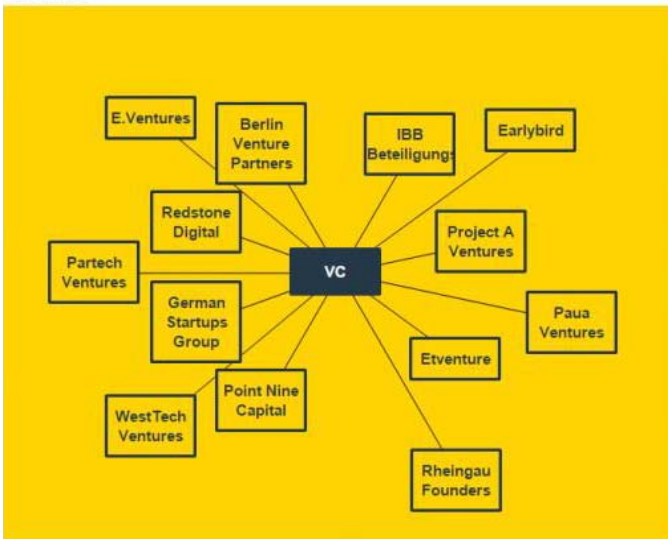 E.Ventures
Berlin
Venture
Partners
IBB
Beteiligungs
Earlybird
Redstone
Digital
Project A
Ventures
Partech
Ventures
VC
German
Startups
Group
Paua
Ventures
Etventure
Point Nine
Capital
WestTech
Ventures
Rheingau
Founders